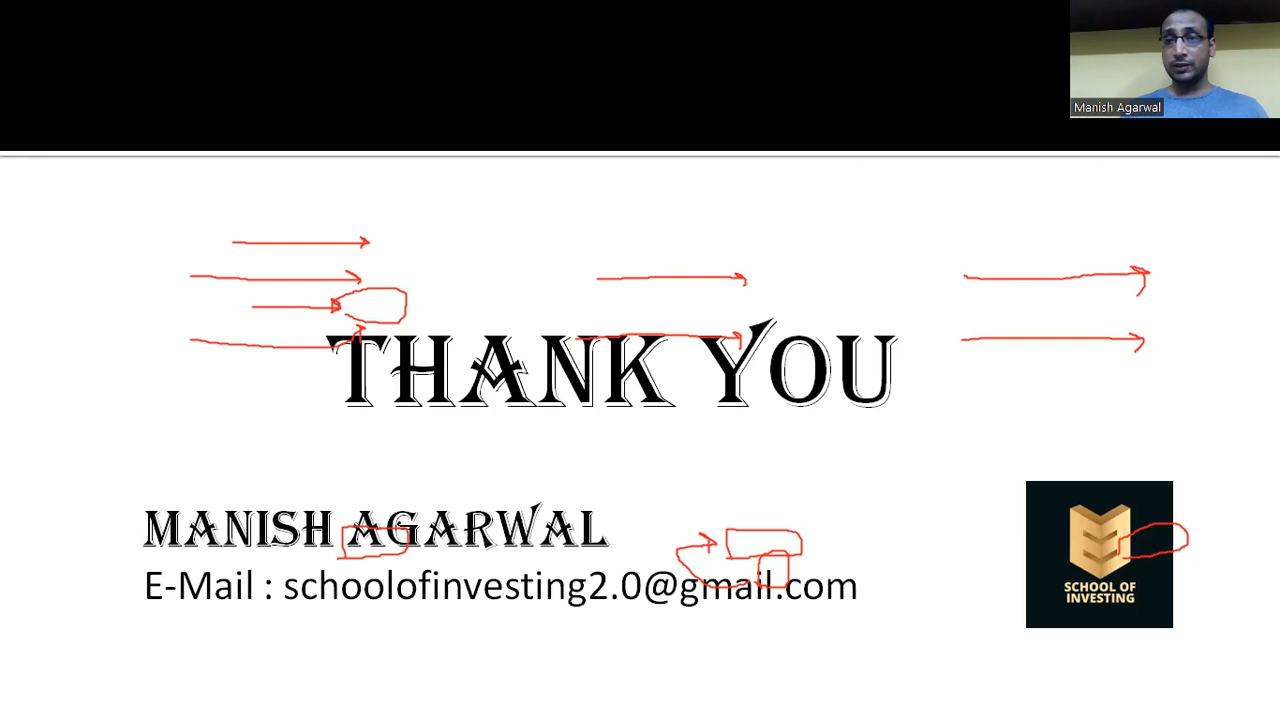 Manish Agarwal
THANK YOU
MANISH AGARWAL
E-Mail : schoolofinvesting2.0@gmail.com
SCHOOL OF
INVESTING